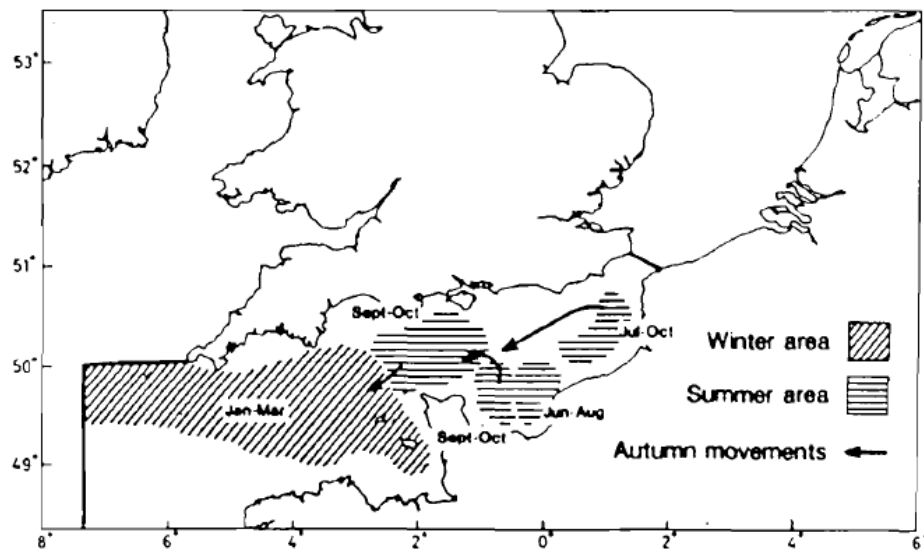 53°
52°
51°
50°
49°
Sept-Oct
Jul-Oct
Jan-Mar
Jun-Aug
Sept-Oct
Winter area
Summer area
Autumn movements
8° 6° 4° 2° 0° 2° 4° 6